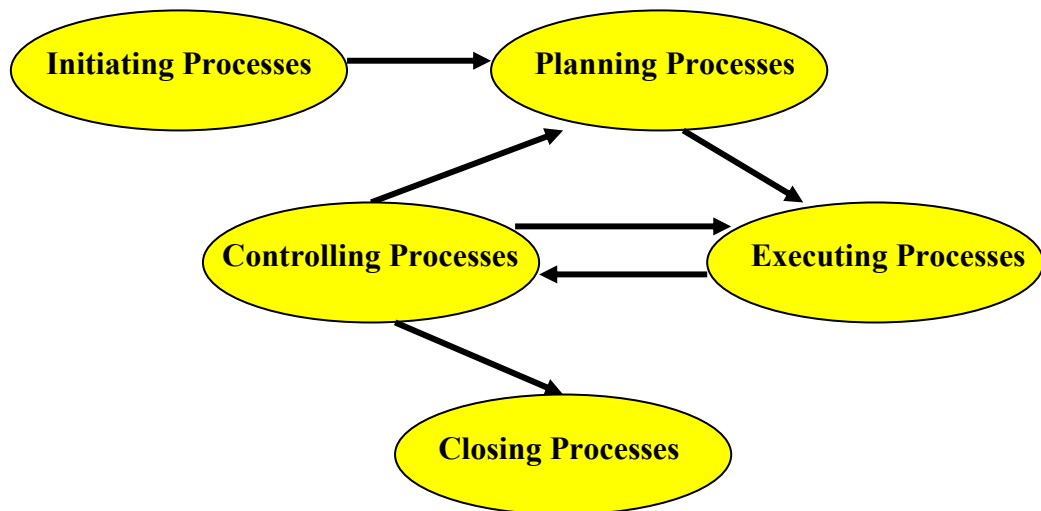 Initiating Processes
Planning Processes
Controlling Processes
Executing Processes
Closing Processes